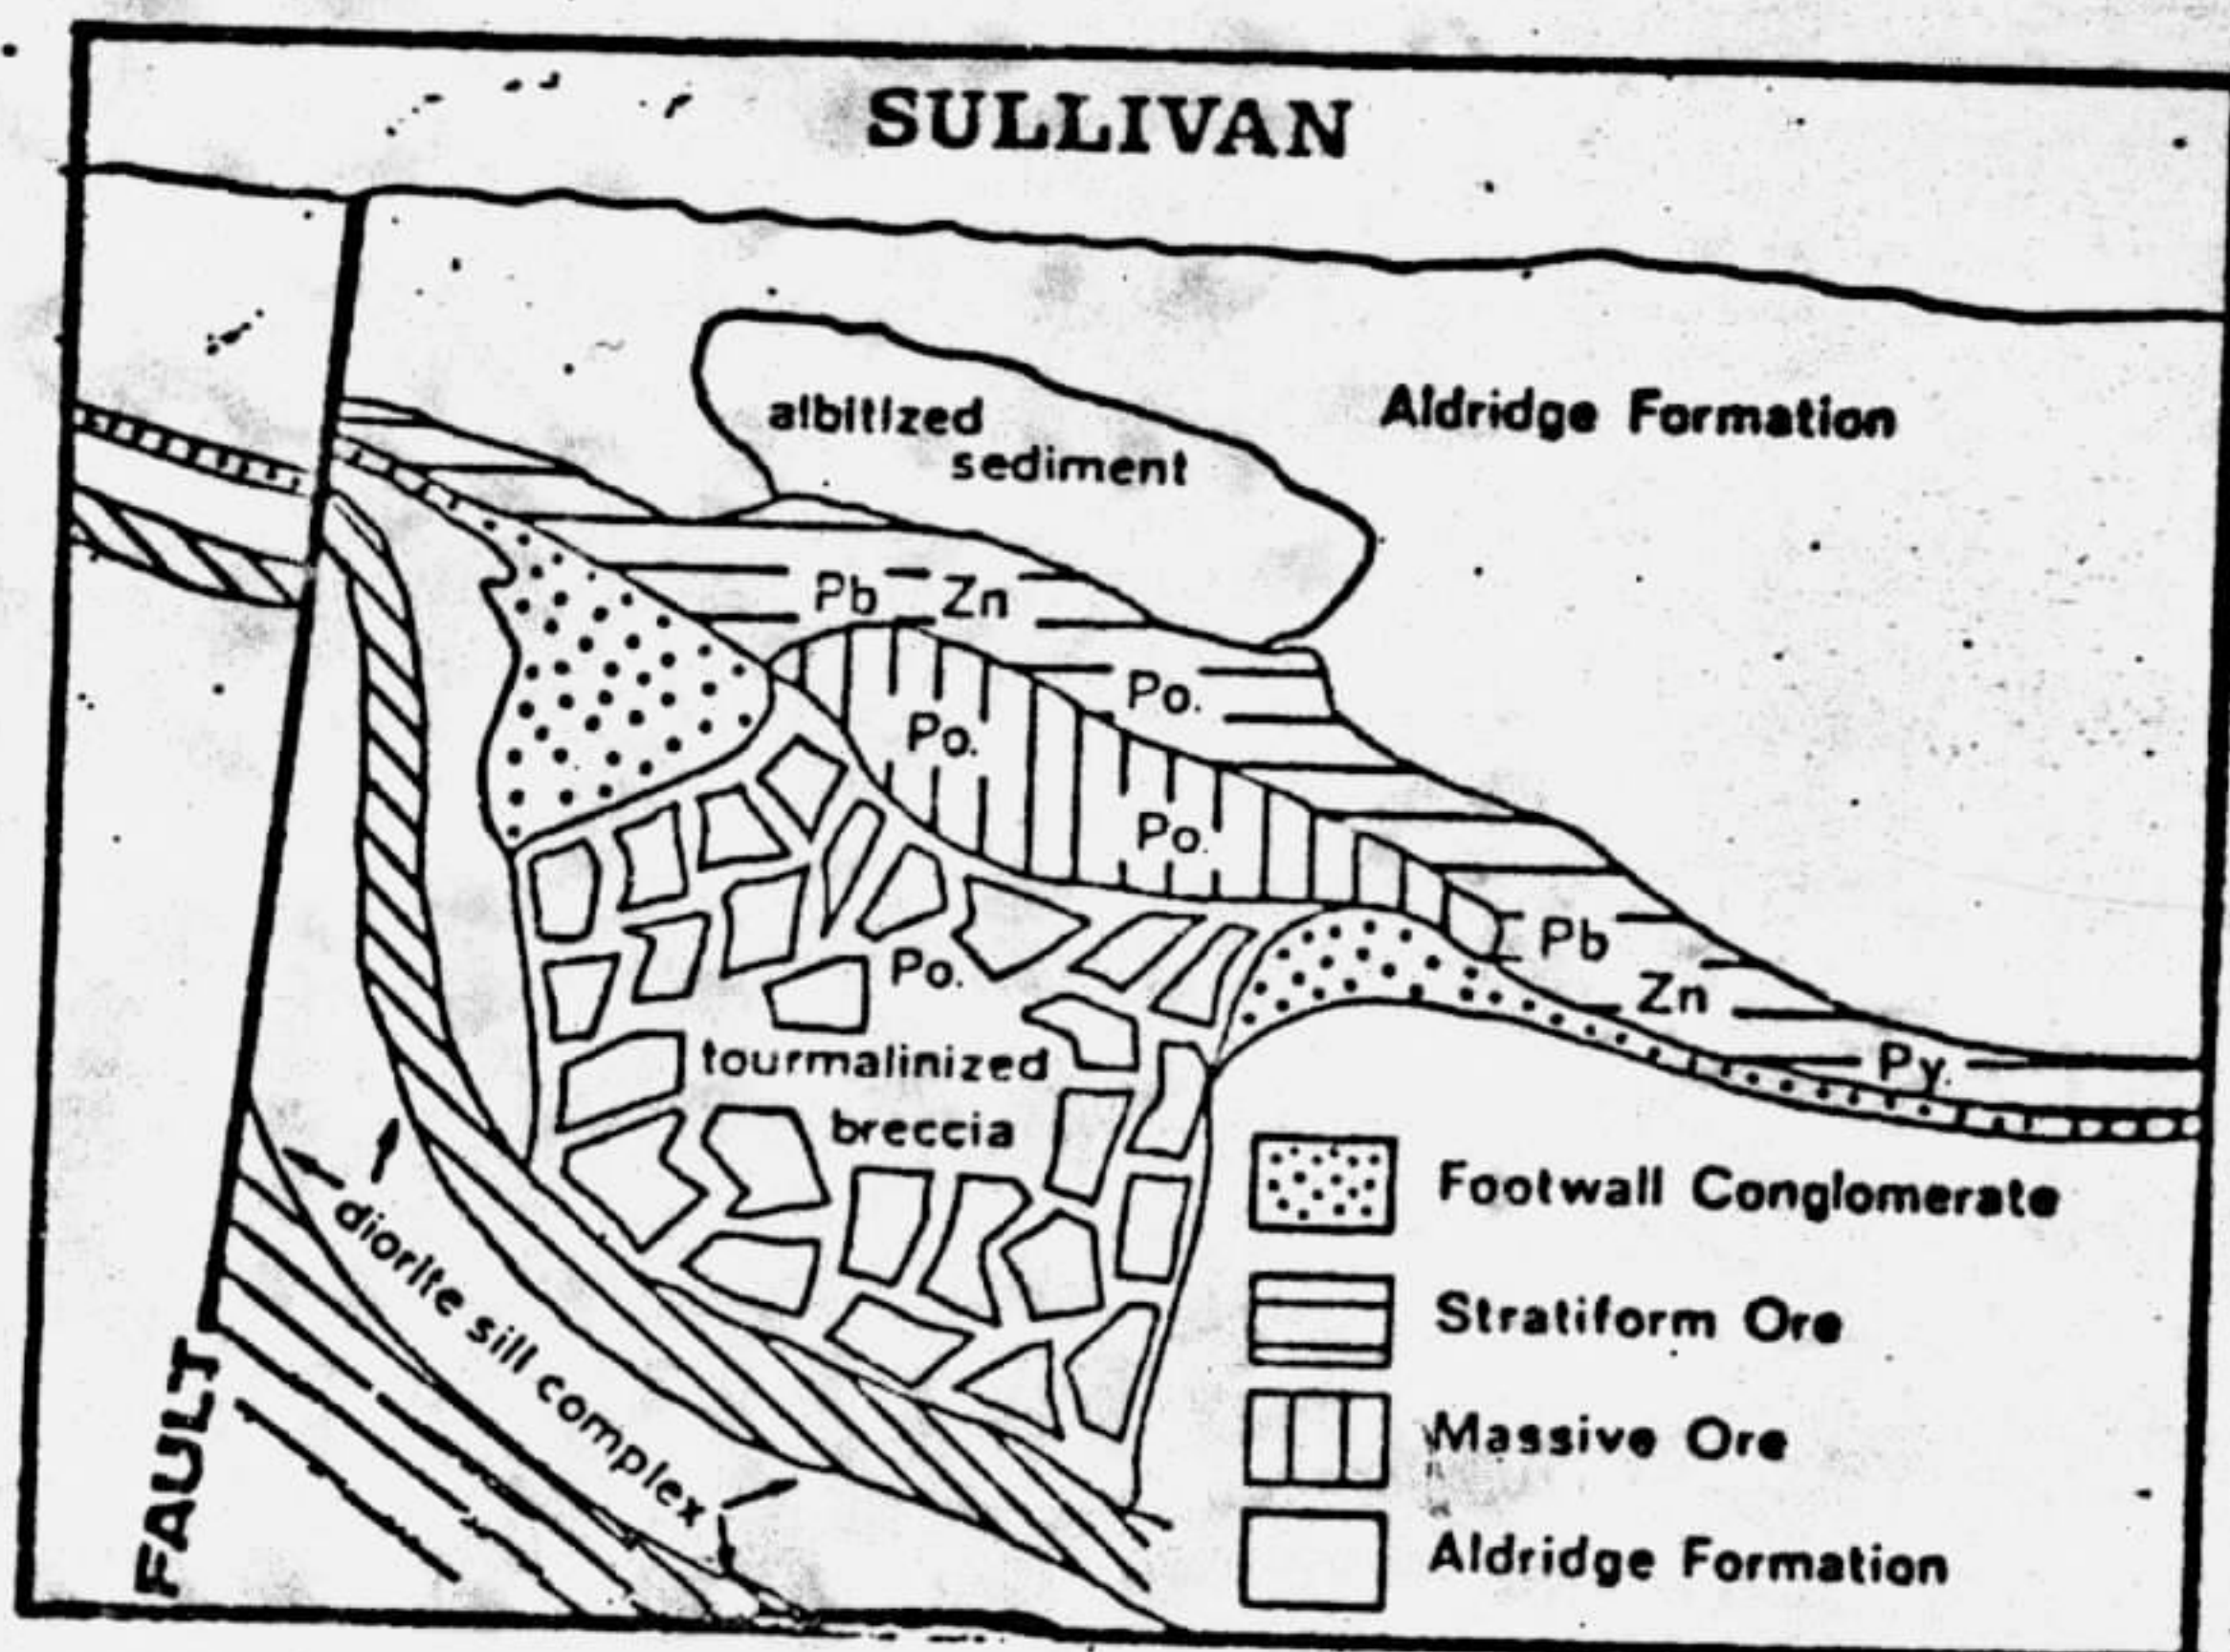 SULLIVAN
albitized
sediment
Aldridge Formation
Pb Zn
Po.
Po.
Po.
Pb
Zn
Po.
tourmalinized
breccia
Py.
diorite sill complex
FAULT
Footwall Conglomerate
Stratiform Ore
Massive Ore
Aldridge Formation